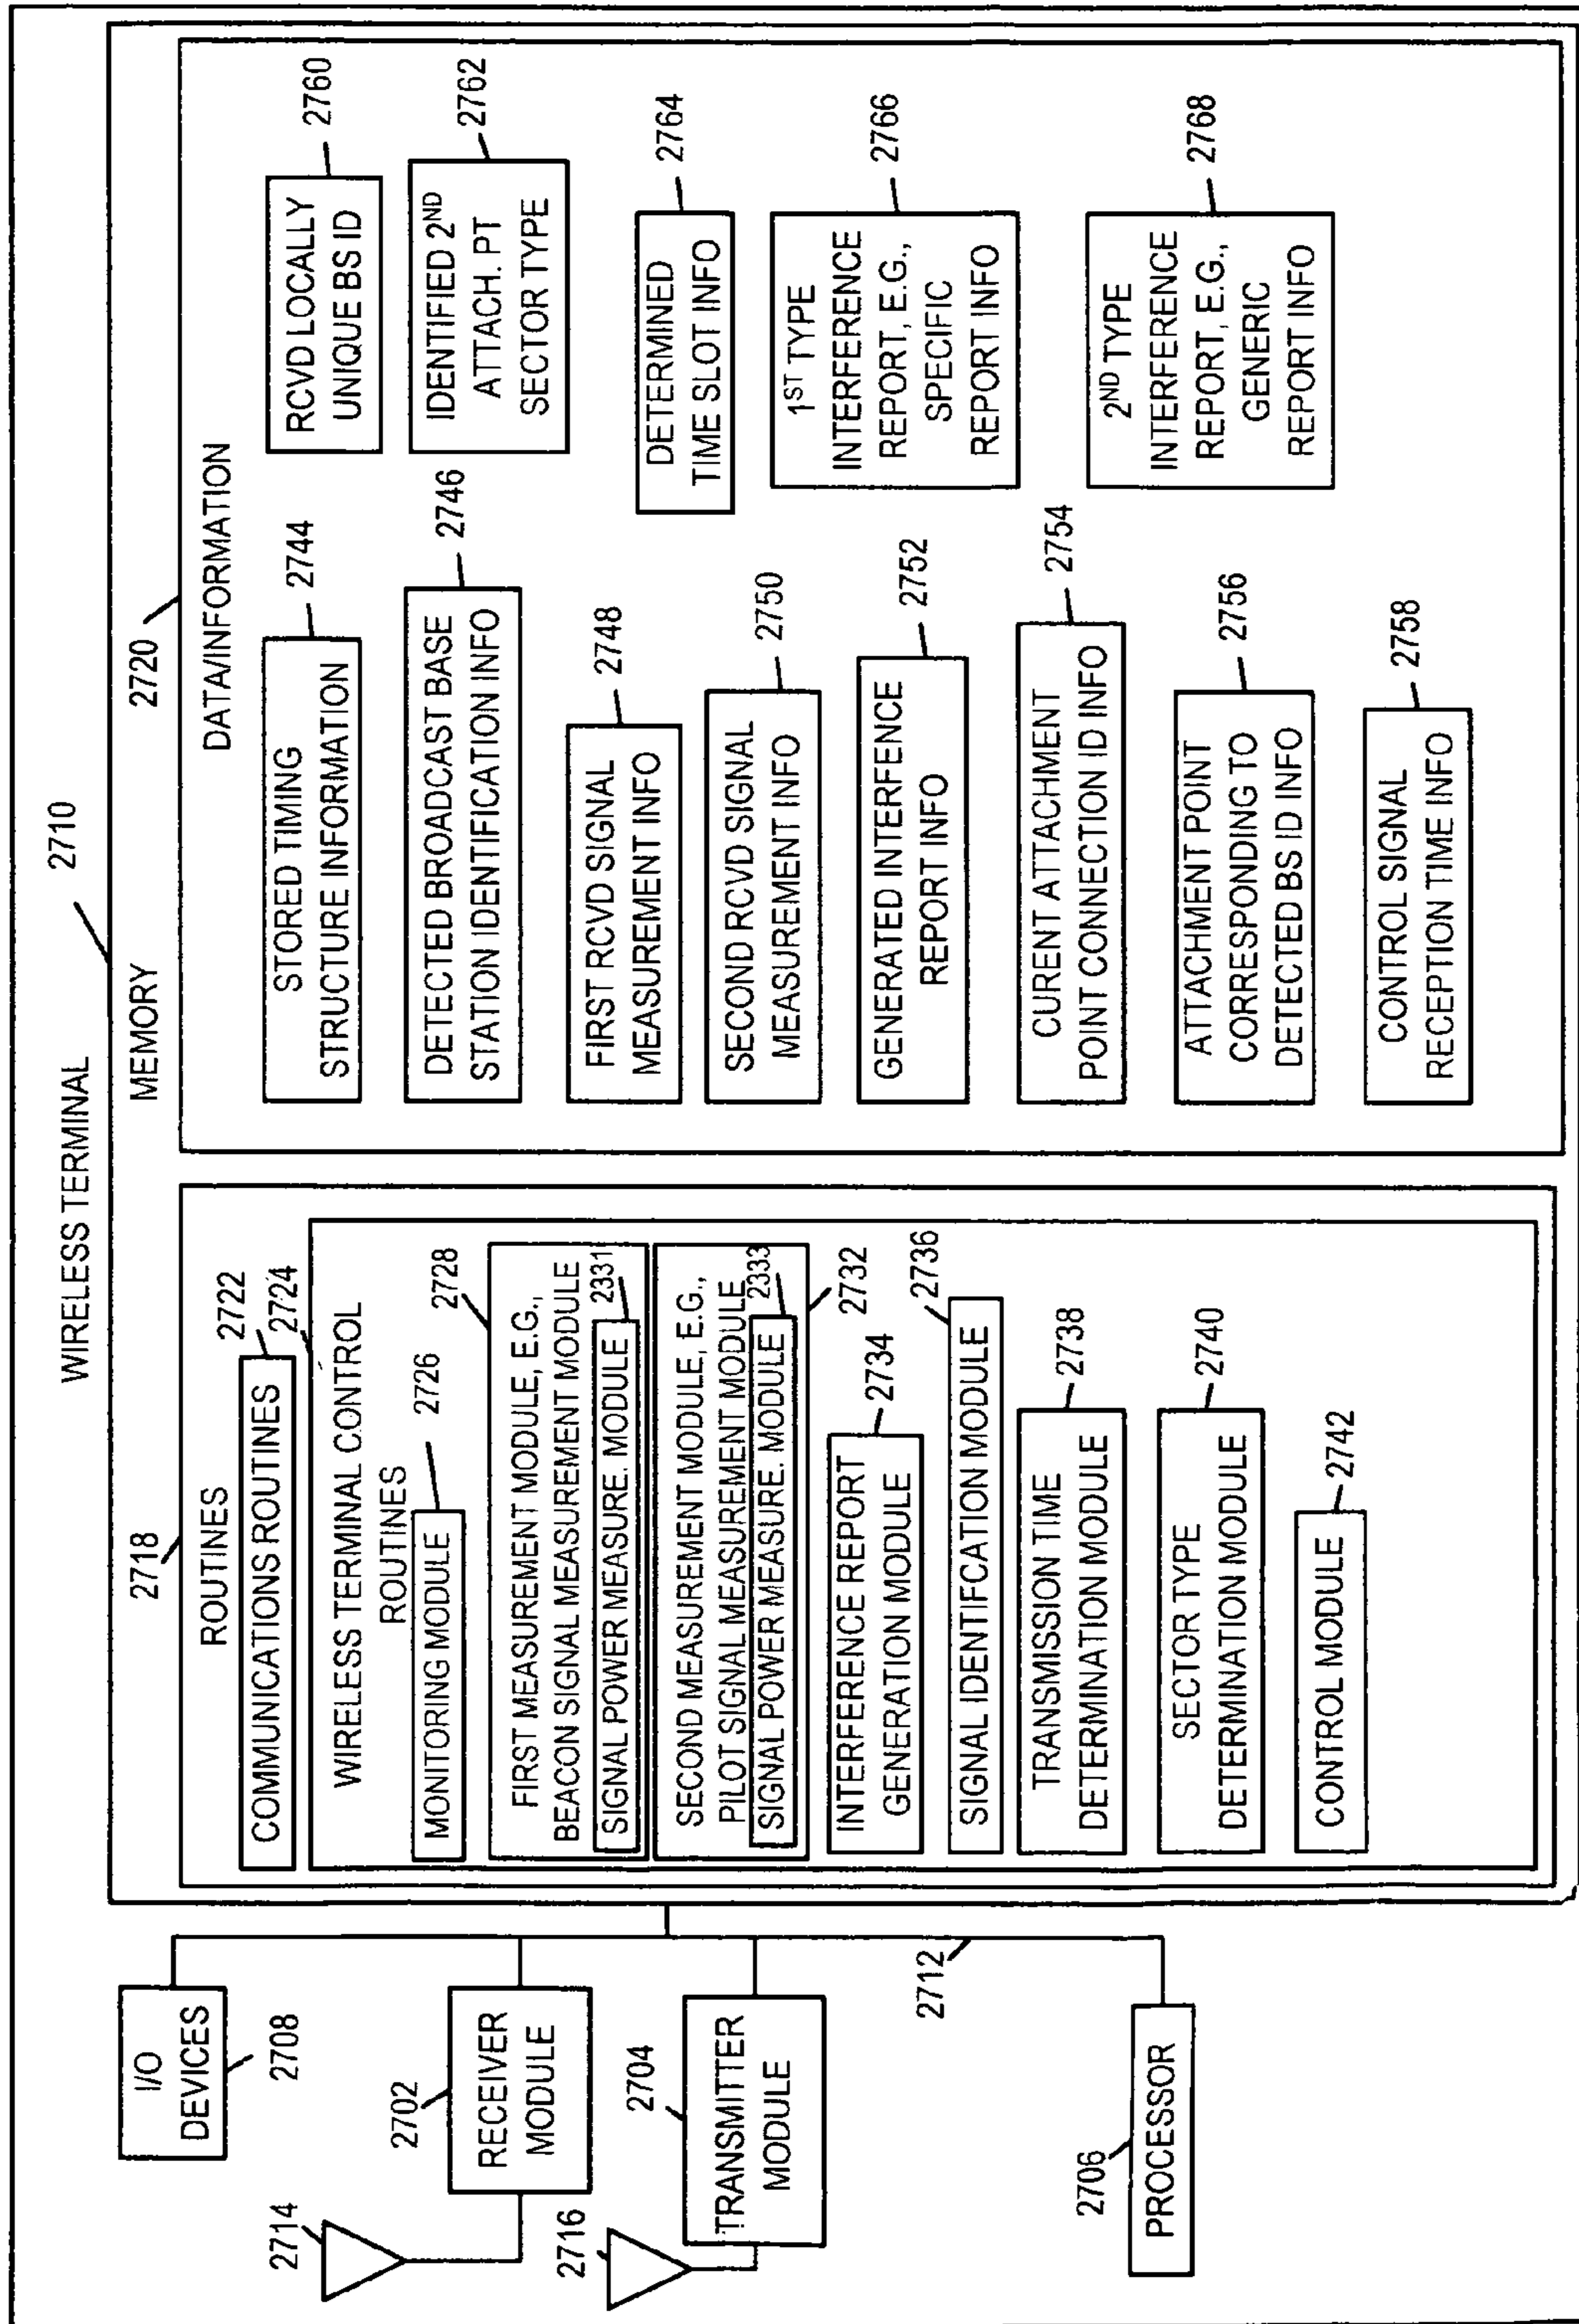 WIRELESS TERMINAL
2710
MEMORY
I/O
DEVICES
2708
2714
2702
RECEIVER
MODULE
2716
2704
TRANSMITTER
MODULE
2712
2706
PROCESSOR
2718
ROUTINES
2722
COMMUNICATIONS ROUTINES
2724
WIRELESS TERMINAL CONTROL
ROUTINES
2726
MONITORING MODULE
2728
FIRST MEASUREMENT MODULE, E.G.,
BEACON SIGNAL MEASUREMENT MODULE
2331
SIGNAL POWER MEASURE. MODULE
SECOND MEASUREMENT MODULE, E.G.,
PILOT SIGNAL MEASUREMENT MODULE
2333
SIGNAL POWER MEASURE. MODULE
2732
INTERFERENCE REPORT
GENERATION MODULE
2734
2736
SIGNAL IDENTIFCATION MODULE
TRANSMISSION TIME
DETERMINATION MODULE
2738
SECTOR TYPE
DETERMINATION MODULE
2740
CONTROL MODULE
2742
2720
DATA/INFORMATION
STORED TIMING
STRUCTURE INFORMATION
2744
DETECTED BROADCAST BASE
STATION IDENTIFICATION INFO
2746
FIRST RCVD SIGNAL
MEASUREMENT INFO
2748
SECOND RCVD SIGNAL
MEASUREMENT INFO
2750
GENERATED INTERFERENCE
REPORT INFO
2752
CURENT ATTACHMENT
POINT CONNECTION ID INFO
2754
ATTACHMENT POINT
CORRESPONDING TO
DETECTED BS ID INFO
2756
CONTROL SIGNAL
RECEPTION TIME INFO
2758
RCVD LOCALLY
UNIQUE BS ID
2760
IDENTIFIED 2ND
ATTACH. PT
SECTOR TYPE
2762
DETERMINED
TIME SLOT INFO
2764
1ST TYPE
INTERFERENCE
REPORT, E.G.,
SPECIFIC
REPORT INFO
2766
2ND TYPE
INTERFERENCE
REPORT, E.G.,
GENERIC
REPORT INFO
2768